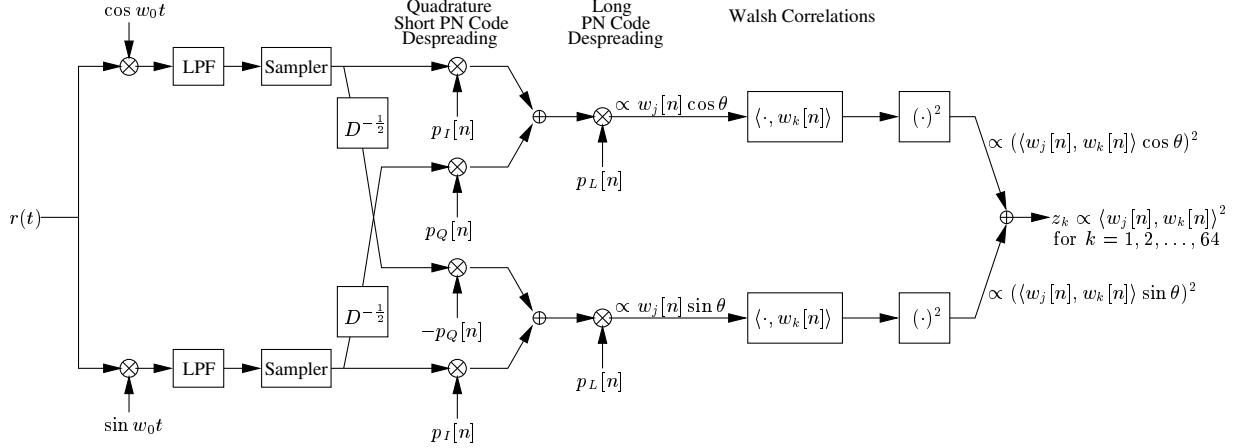 cos w₀t
Quadrature
Short PN Code
Despreading
Long
PN Code
Despreading
Walsh Correlations
LPF
Sampler
D^{-1/2}
p_I[n]
p_Q[n]
p_L[n]
∝ w_j[n] cos θ
⟨·, w_k[n]⟩
(·)²
∝ (⟨w_j[n], w_k[n]⟩ cos θ)²
r(t)
z_k ∝ ⟨w_j[n], w_k[n]⟩²
for k = 1, 2, . . . , 64
D^{-1/2}
-p_Q[n]
p_I[n]
p_L[n]
∝ w_j[n] sin θ
⟨·, w_k[n]⟩
(·)²
∝ (⟨w_j[n], w_k[n]⟩ sin θ)²
LPF
Sampler
sin w₀t